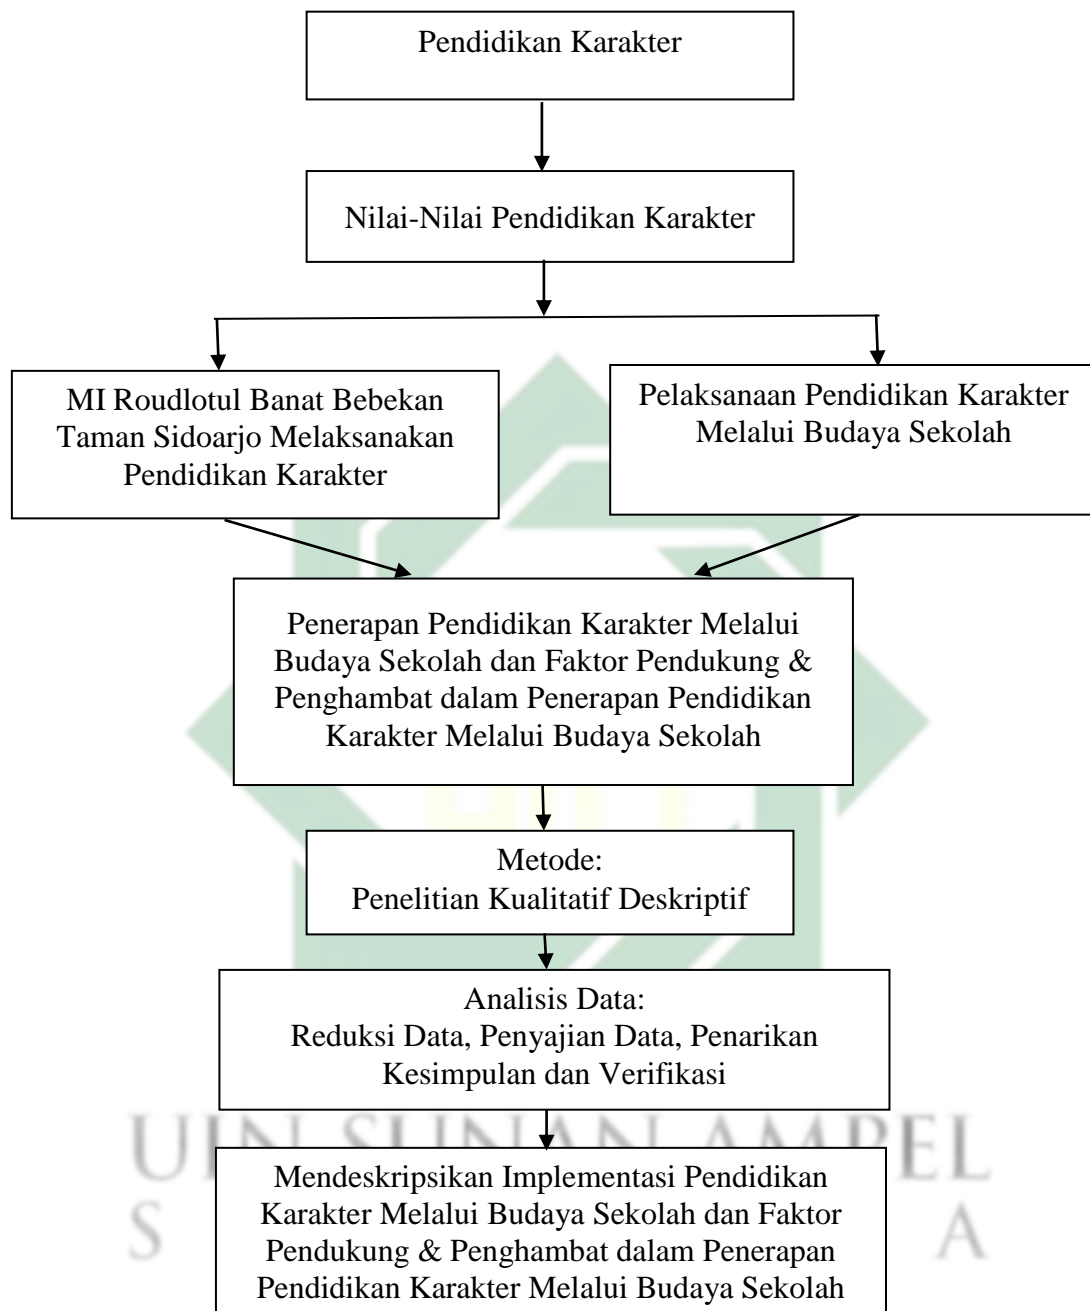 Pendidikan Karakter
Nilai-Nilai Pendidikan Karakter
MI Roudlotul Banat Bebekan
Taman Sidoarjo Melaksanakan
Pendidikan Karakter
Pelaksanaan Pendidikan Karakter
Melalui Budaya Sekolah
Penerapan Pendidikan Karakter Melalui
Budaya Sekolah dan Faktor Pendukung &
Penghambat dalam Penerapan Pendidikan
Karakter Melalui Budaya Sekolah
Metode:
Penelitian Kualitatif Deskriptif
Analisis Data:
Reduksi Data, Penyajian Data, Penarikan
Kesimpulan dan Verifikasi
UIN SUNAN AMPEL
Mendeskripsikan Implementasi Pendidikan
Karakter Melalui Budaya Sekolah dan Faktor
Pendukung & Penghambat dalam Penerapan
Pendidikan Karakter Melalui Budaya Sekolah